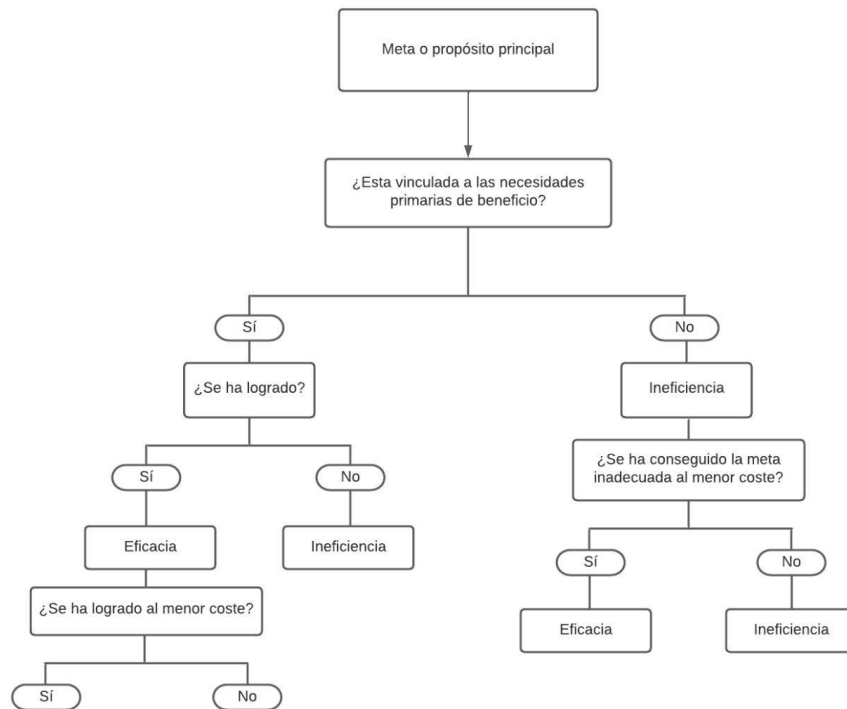 Meta o propósito principal
¿Esta vinculada a las necesidades
primarias de beneficio?
Sí
No
¿Se ha logrado?
Ineficiencia
¿Se ha conseguido la meta
inadecuada al menor coste?
Sí
No
Eficacia
Ineficiencia
Sí
No
¿Se ha logrado al menor coste?
Eficacia
Ineficiencia
Sí
No